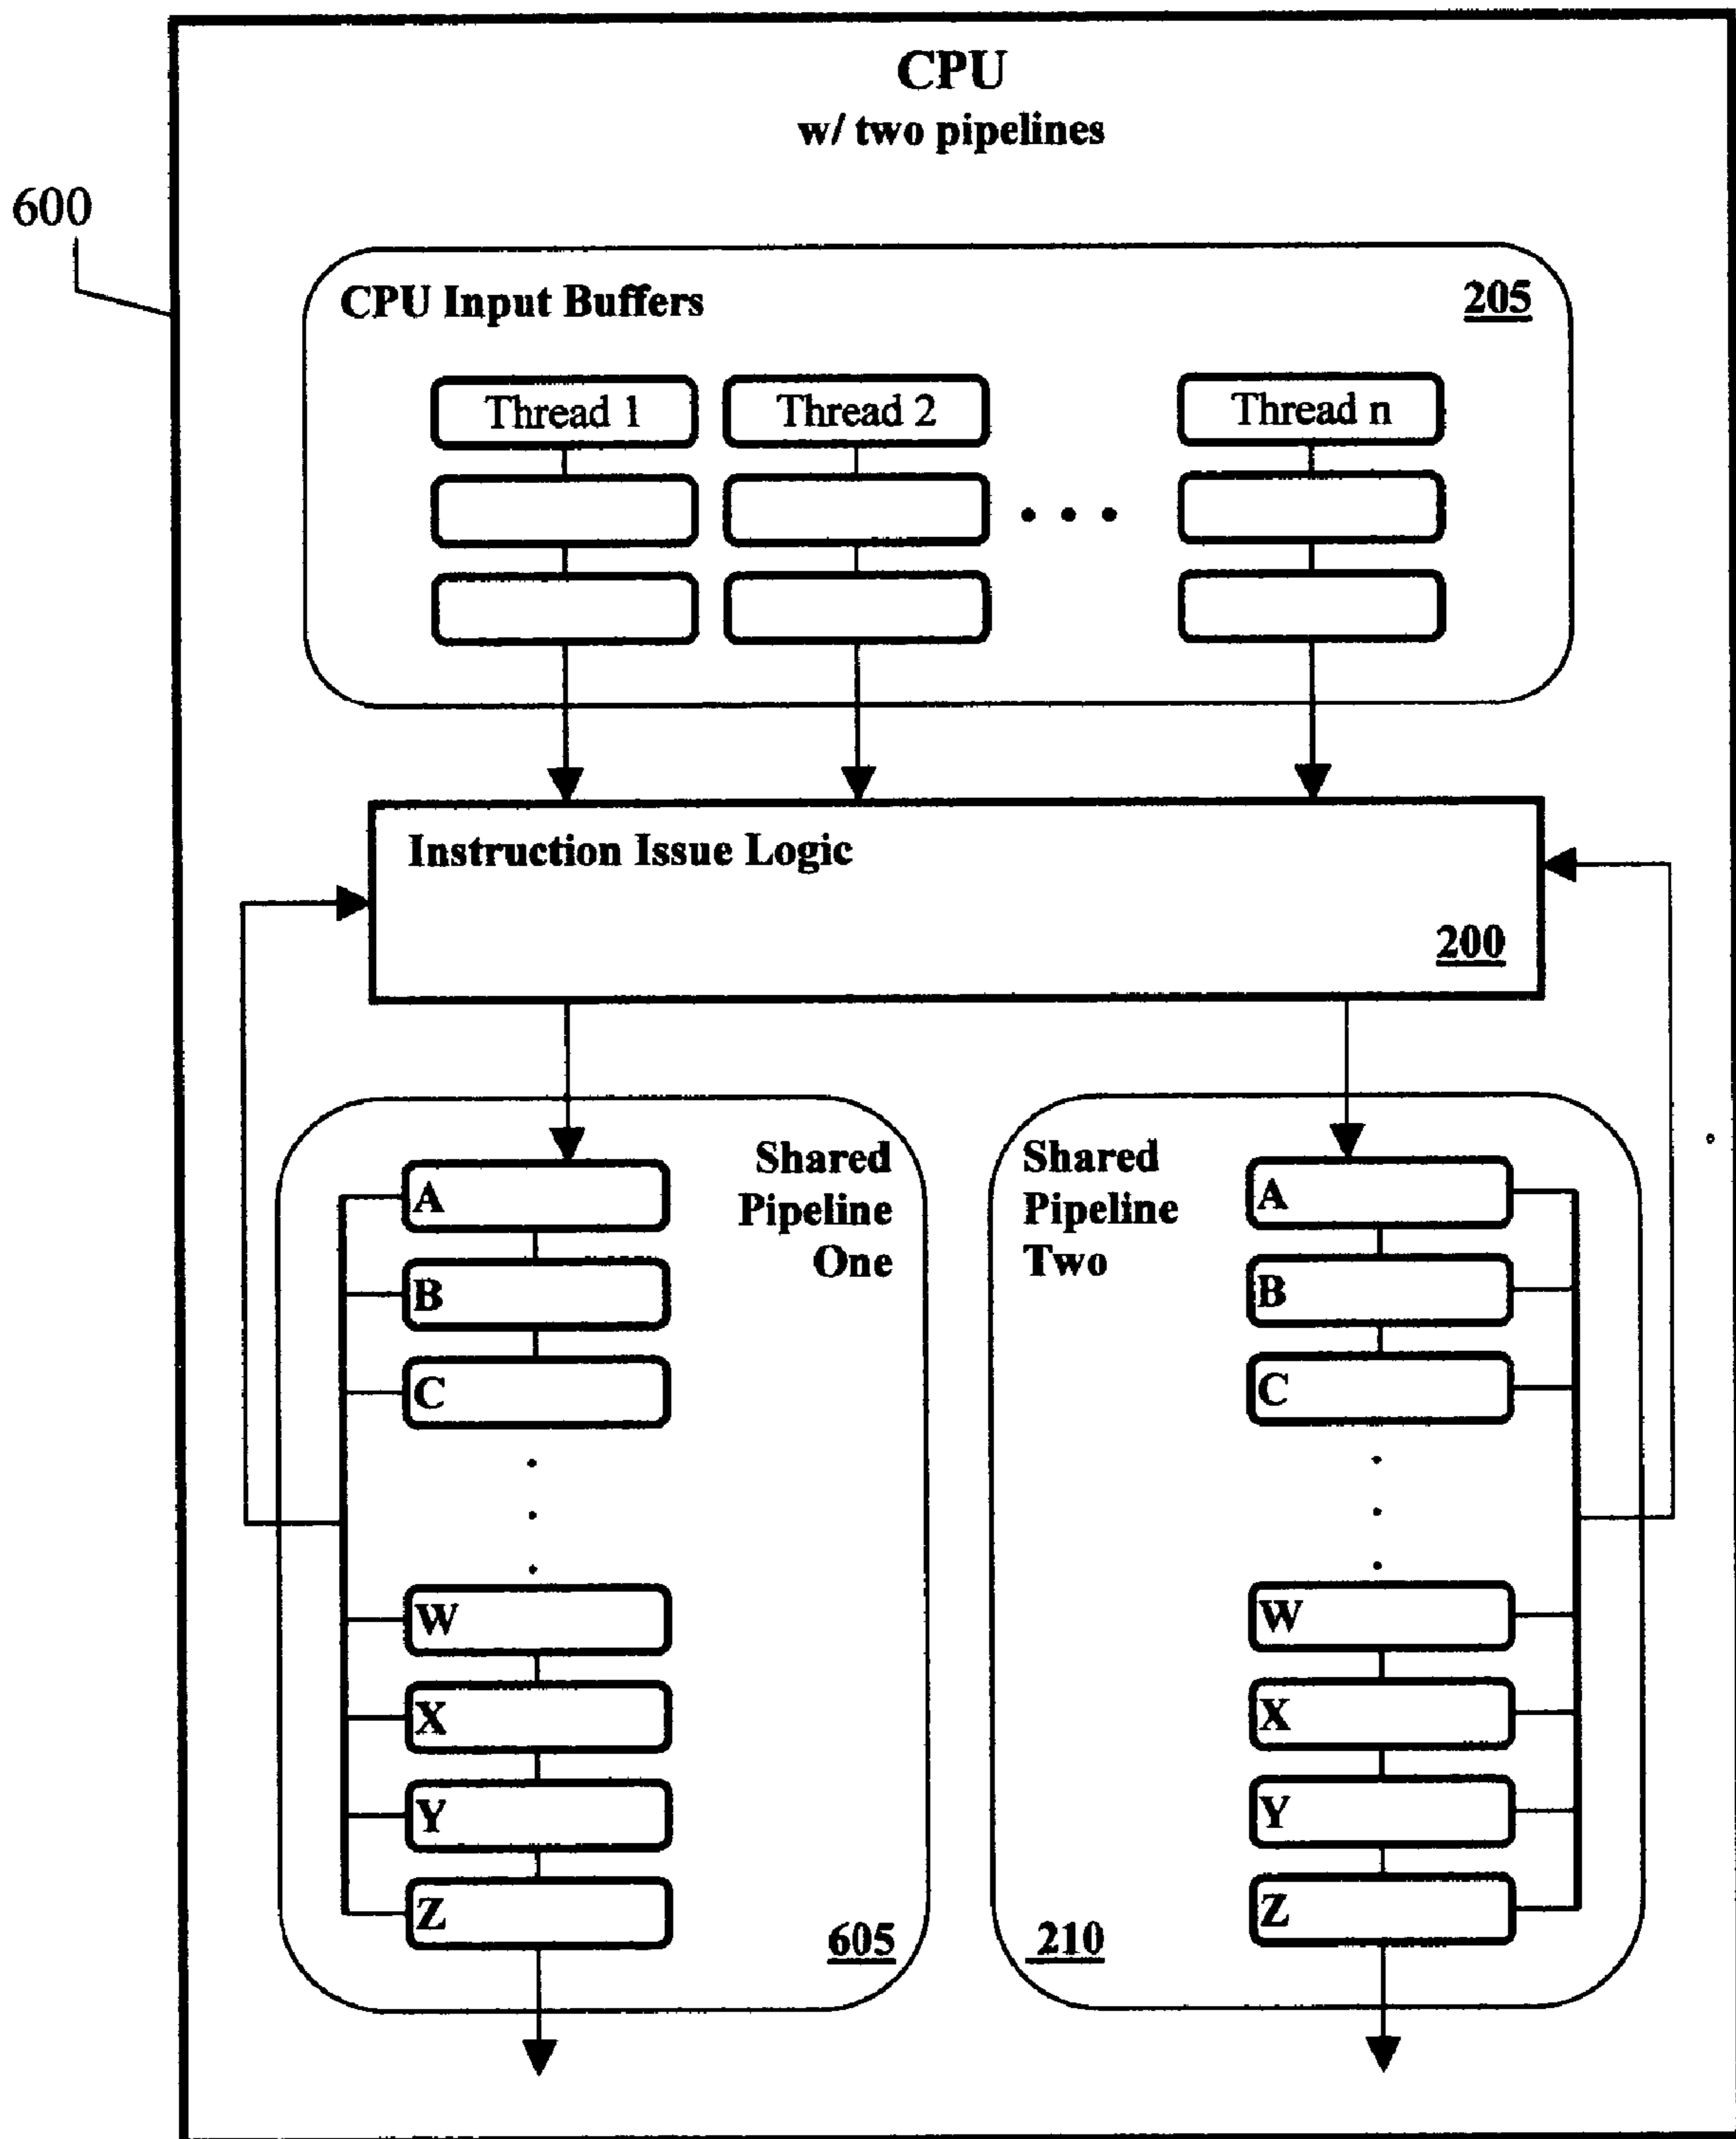 CPU
w/ two pipelines
600
CPU Input Buffers
205
Thread 1
Thread 2
• • •
Thread n
Instruction Issue Logic
200
Shared
Pipeline
One
A
B
C
W
X
Y
Z
605
Shared
Pipeline
Two
A
B
C
W
X
Y
Z
210